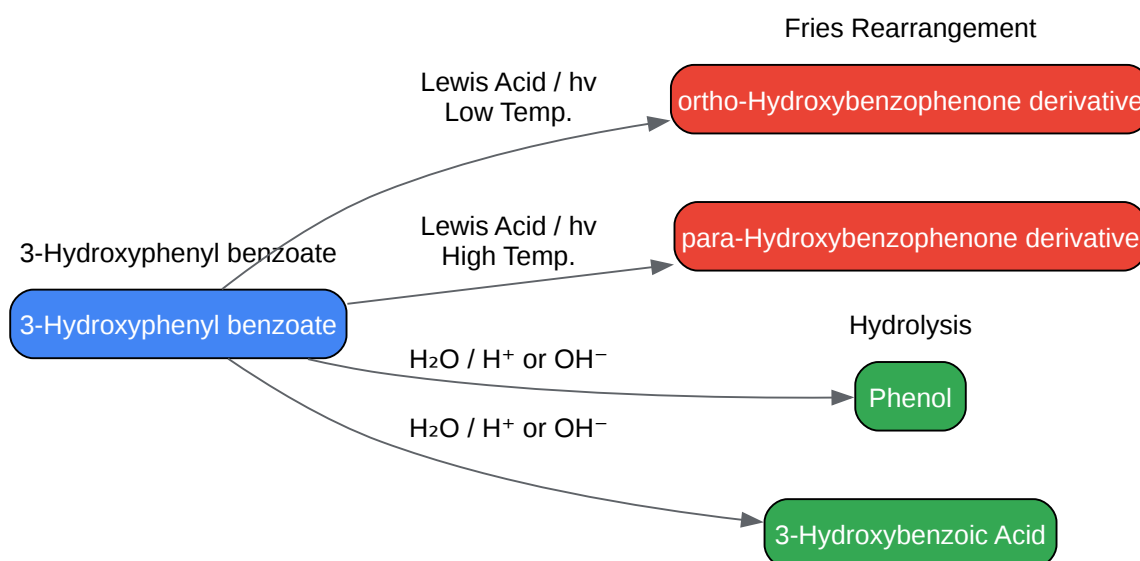 Fries Rearrangement
Lewis Acid / hv
Low Temp.
ortho-Hydroxybenzophenone derivative
Lewis Acid / hv
High Temp.
para-Hydroxybenzophenone derivative
3-Hydroxyphenyl benzoate
3-Hydroxyphenyl benzoate
Hydrolysis
H₂O / H⁺ or OH⁻
Phenol
H₂O / H⁺ or OH⁻
3-Hydroxybenzoic Acid